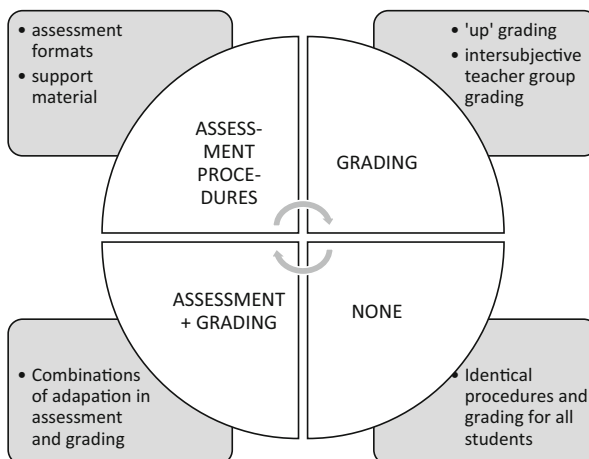 • assessment
formats
• support
material
• 'up' grading
• intersubjective
teacher group
grading
ASSESS-
MENT
PROCE-
DURES
GRADING
ASSESSMENT
+ GRADING
NONE
• Combinations
of adapation in
assessment
and grading
• Identical
procedures and
grading for all
students